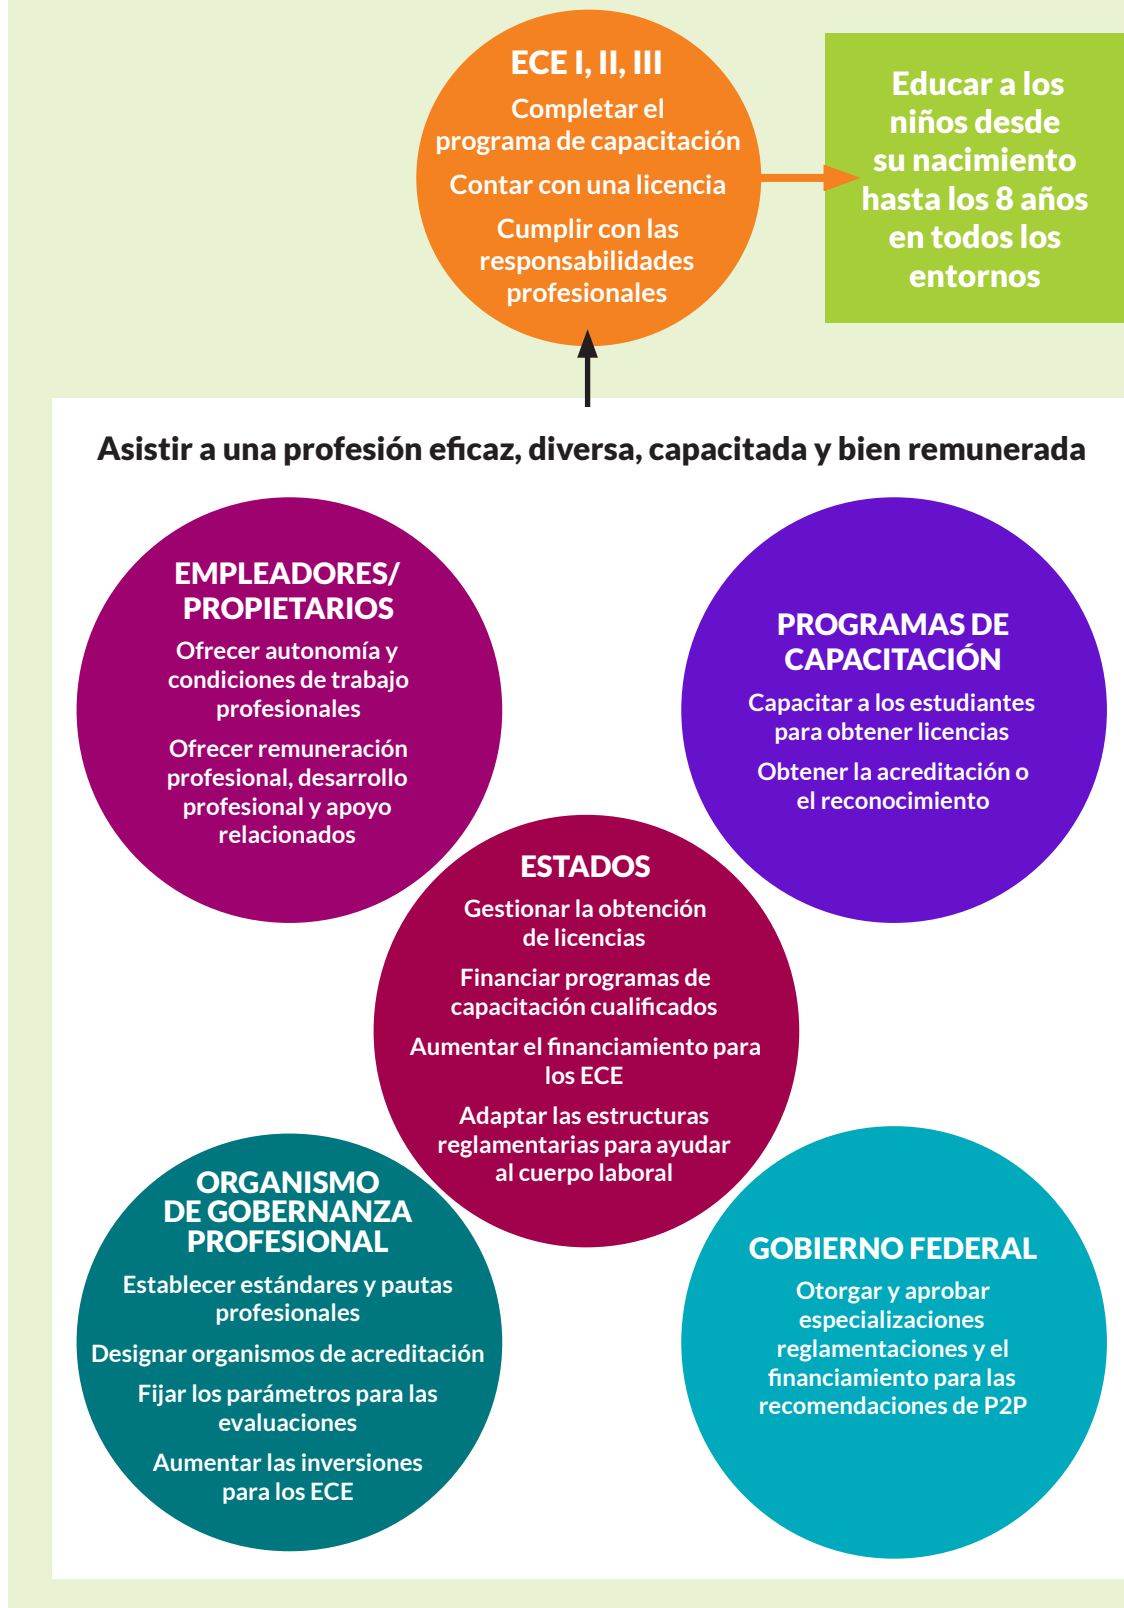 ECE I, II, III
Completar el
programa de capacitación
Contar con una licencia
Cumplir con las
responsabilidades
profesionales
Educar a los
niños desde
su nacimiento
hasta los 8 años
en todos los
entornos
Asistir a una profesión eficaz, diversa, capacitada y bien remunerada
EMPLEADORES/
PROPIETARIOS
Ofrecer autonomía y
condiciones de trabajo
profesionales
Ofrecer remuneración
profesional, desarrollo
profesional y apoyo
relacionados
PROGRAMAS DE
CAPACITACIÓN
Capacitar a los estudiantes
para obtener licencias
Obtener la acreditación o
el reconocimiento
ESTADOS
Gestionar la obtención
de licencias
Financiar programas de
capacitación cualificados
Aumentar el financiamiento para
los ECE
Adaptar las estructuras
reglamentarias para ayudar
al cuerpo laboral
ORGANISMO
DE GOBERNANZA
PROFESIONAL
Establecer estándares y pautas
profesionales
Designar organismos de acreditación
Fijar los parámetros para las
evaluaciones
Aumentar las inversiones
para los ECE
GOBIERNO FEDERAL
Otorgar y aprobar
especializaciones
reglamentaciones y el
financiamiento para las
recomendaciones de P2P